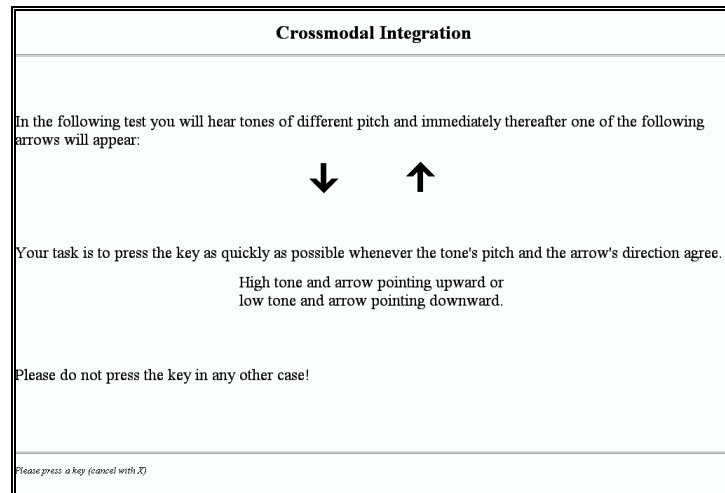 Crossmodal Integration
In the following test you will hear tones of different pitch and immediately thereafter one of the following
arrows will appear:
Your task is to press the key as quickly as possible whenever the tone's pitch and the arrow's direction agree.
High tone and arrow pointing upward or
low tone and arrow pointing downward.
Please do not press the key in any other case!
Please press a key (cancel with X)